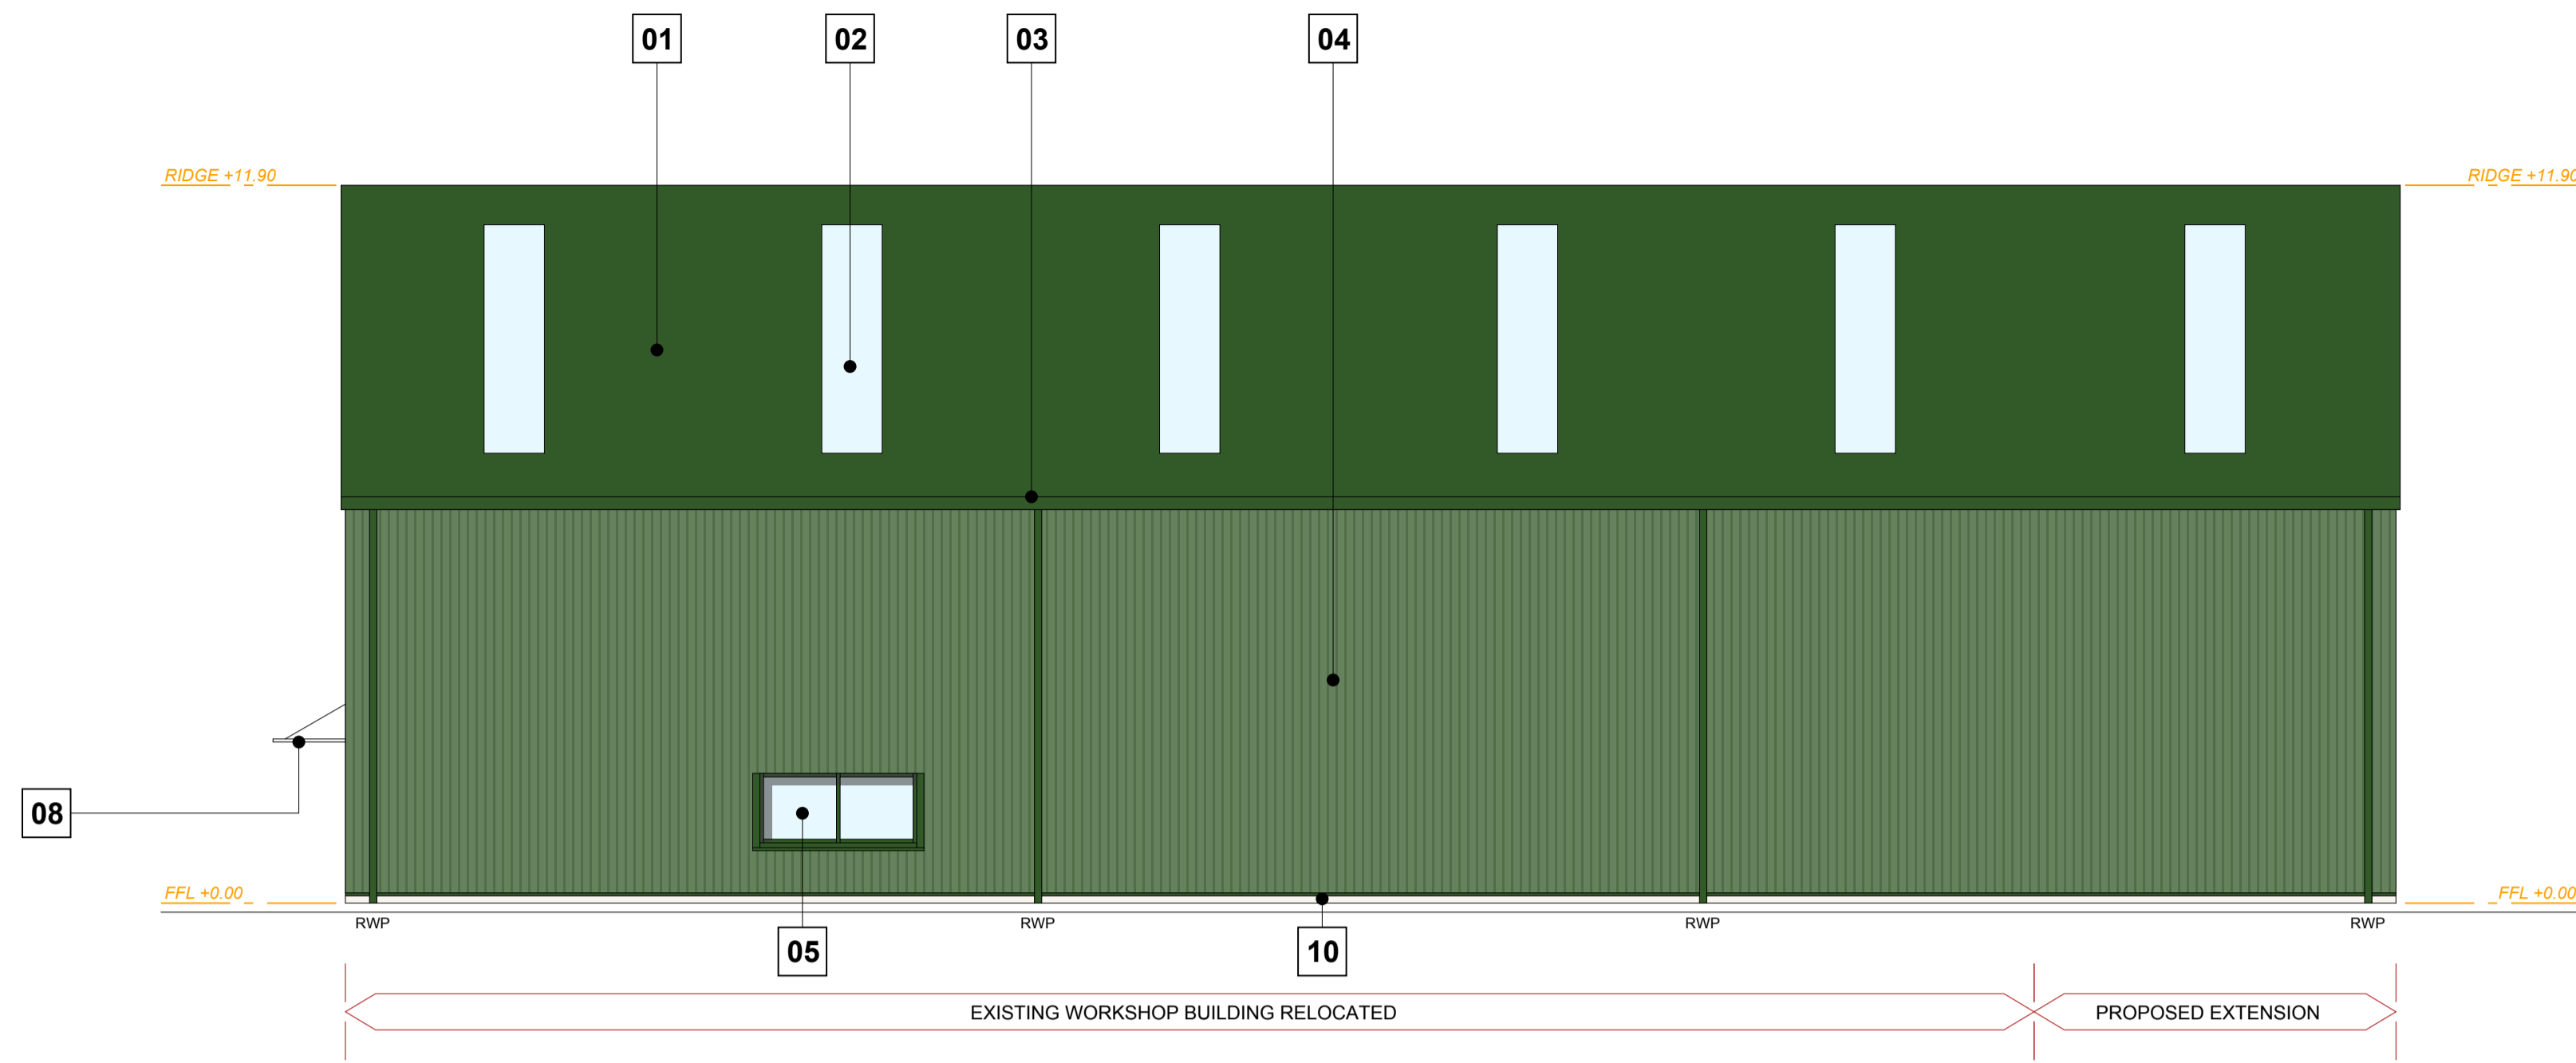 01
02
03
04
RIDGE +11.90
RIDGE +11.90
08
FFL +0.00
FFL +0.00
RWP
RWP
RWP
RWP
05
10
EXISTING WORKSHOP BUILDING RELOCATED
PROPOSED EXTENSION